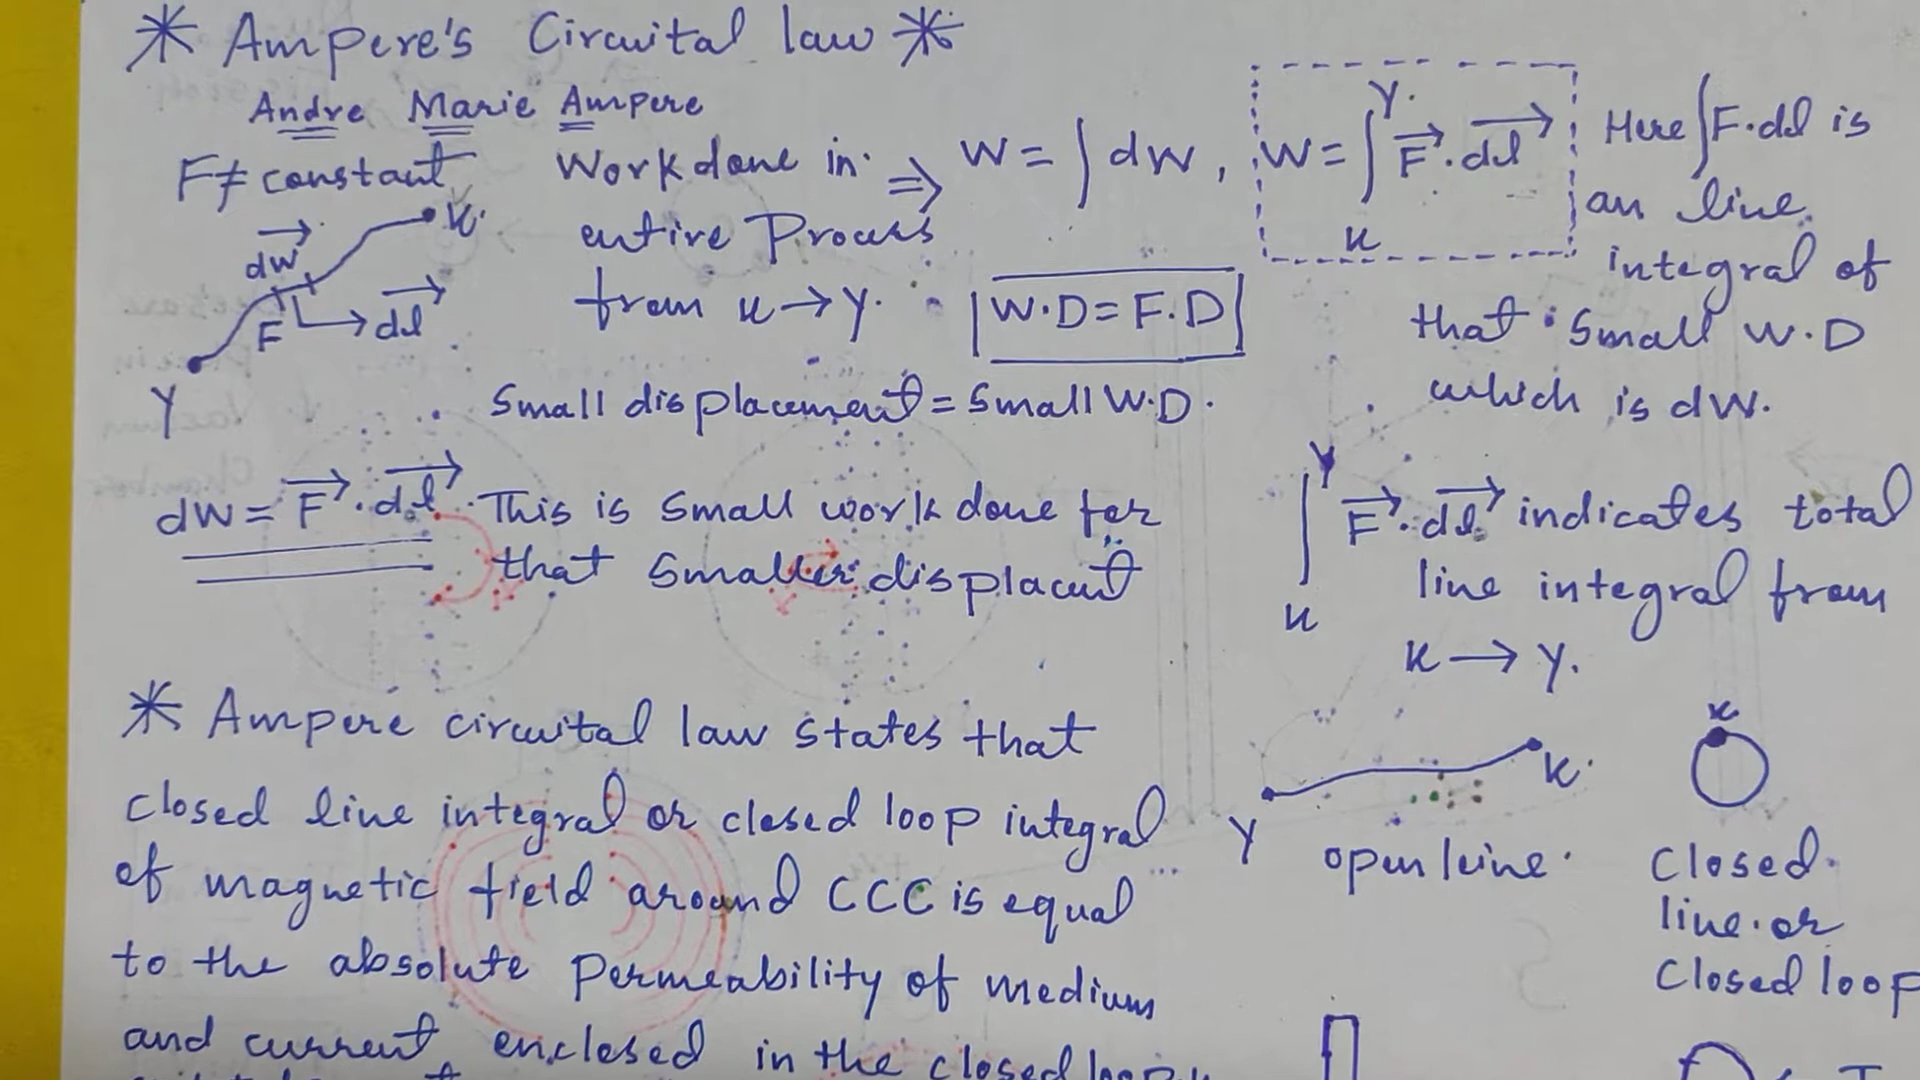 * Ampere's Circuital law *
Andre Marie Ampere
F ≠ constant
x.
dw
F
dl
Y
Work done in
entire Process
from x → y.
⇒ W = ∫ dw,
W = ∫ F . dl
Y.
x
W.D = F.D
Here ∫F.dl is
an line
integral of
that small W.D
which is dW.
Small displacement = Small W.D.
dW = F . dl . This is small work done for
that smaller displacent
Y
∫ F . dl indicates total
x
line integral from
x → y.
* Ampere circuital law states that
closed line integral or closed loop integral
of magnetic field around CCC is equal
to the absolute Permeability of medium
and current enclosed in the closed loop
x.
Y
open line.
x
Closed.
line.or
Closed loop